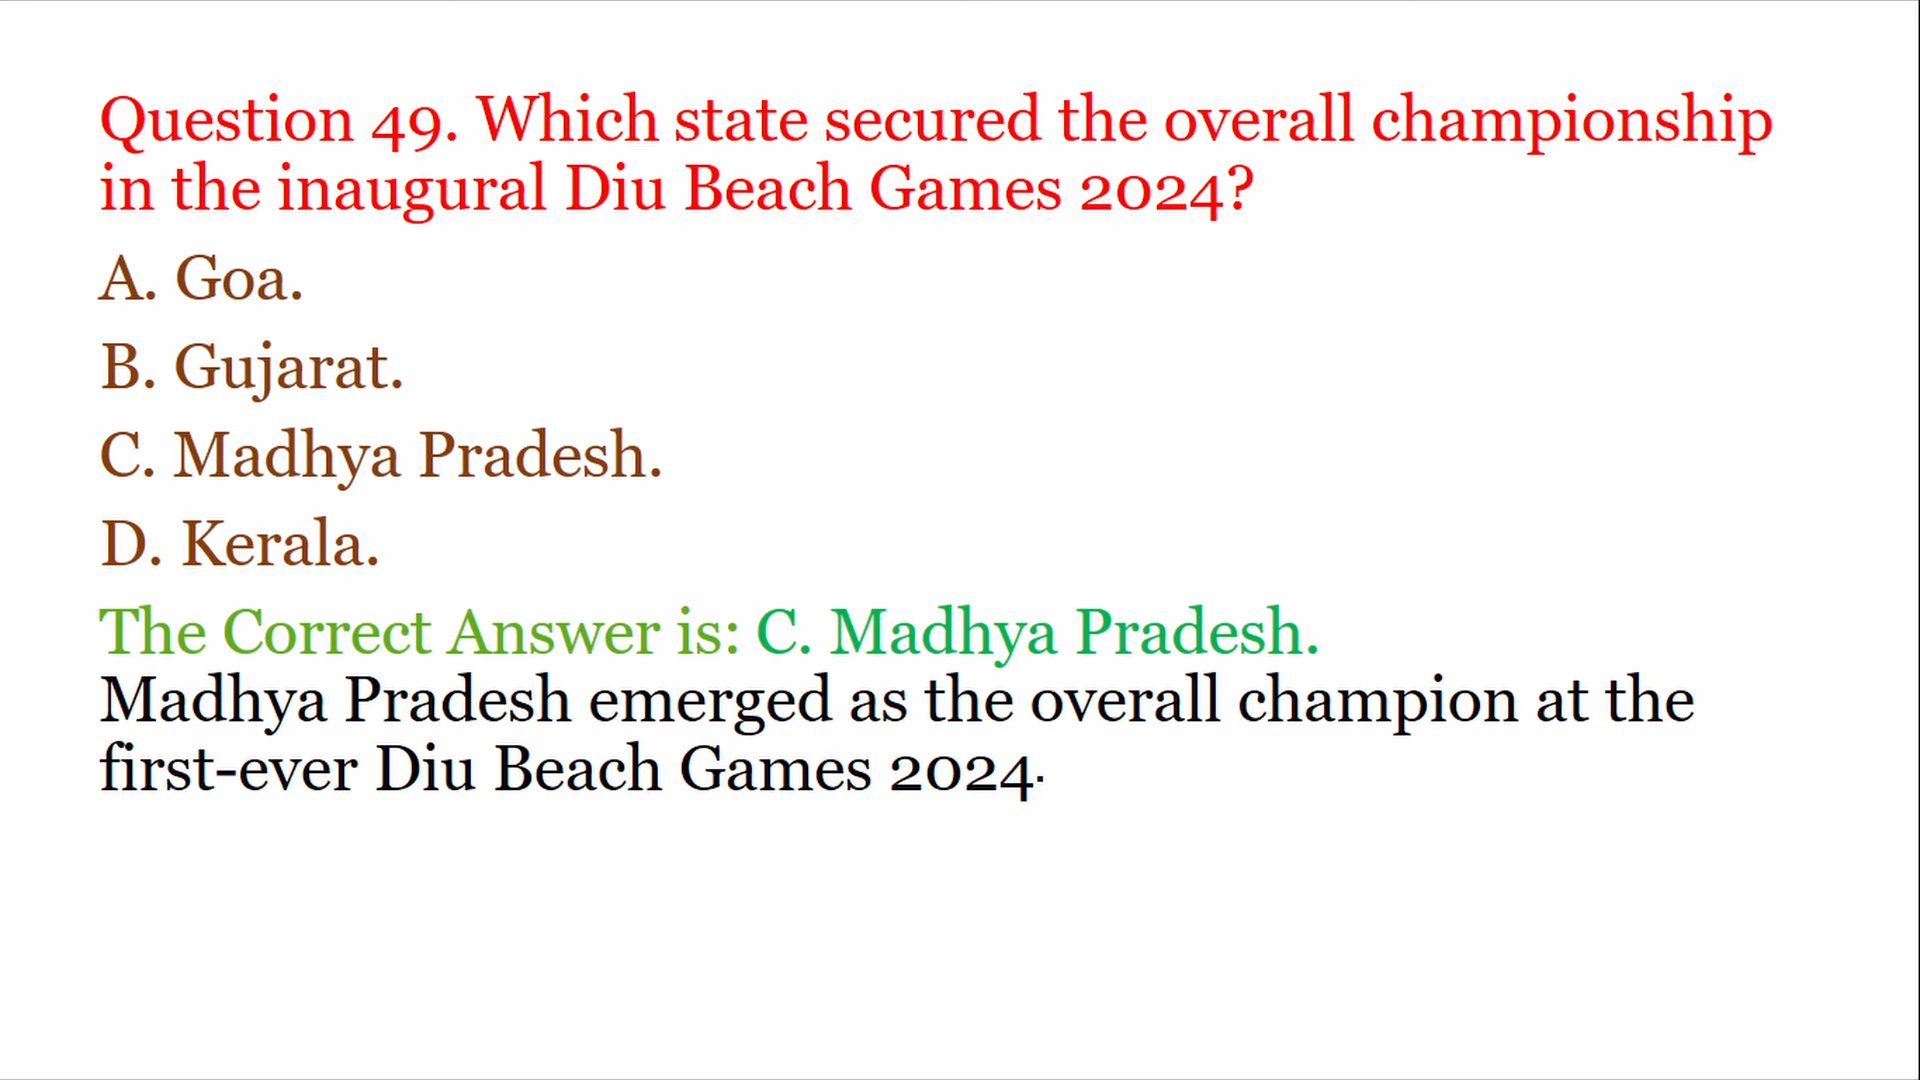 Question 49. Which state secured the overall championship
in the inaugural Diu Beach Games 2024?
A. Goa.
B. Gujarat.
C. Madhya Pradesh.
D. Kerala.
The Correct Answer is: C. Madhya Pradesh.
Madhya Pradesh emerged as the overall champion at the
first-ever Diu Beach Games 2024.